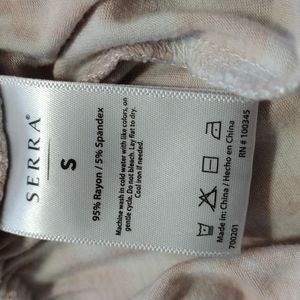 SERRA®
S
95% Rayon / 5% Spandex
Machine wash in cold water with like colors, on
gentle cycle. Do not bleach. Lay flat to dry.
Cool iron if needed.
Made in: China / Hecho en China
700201
RN # 100345